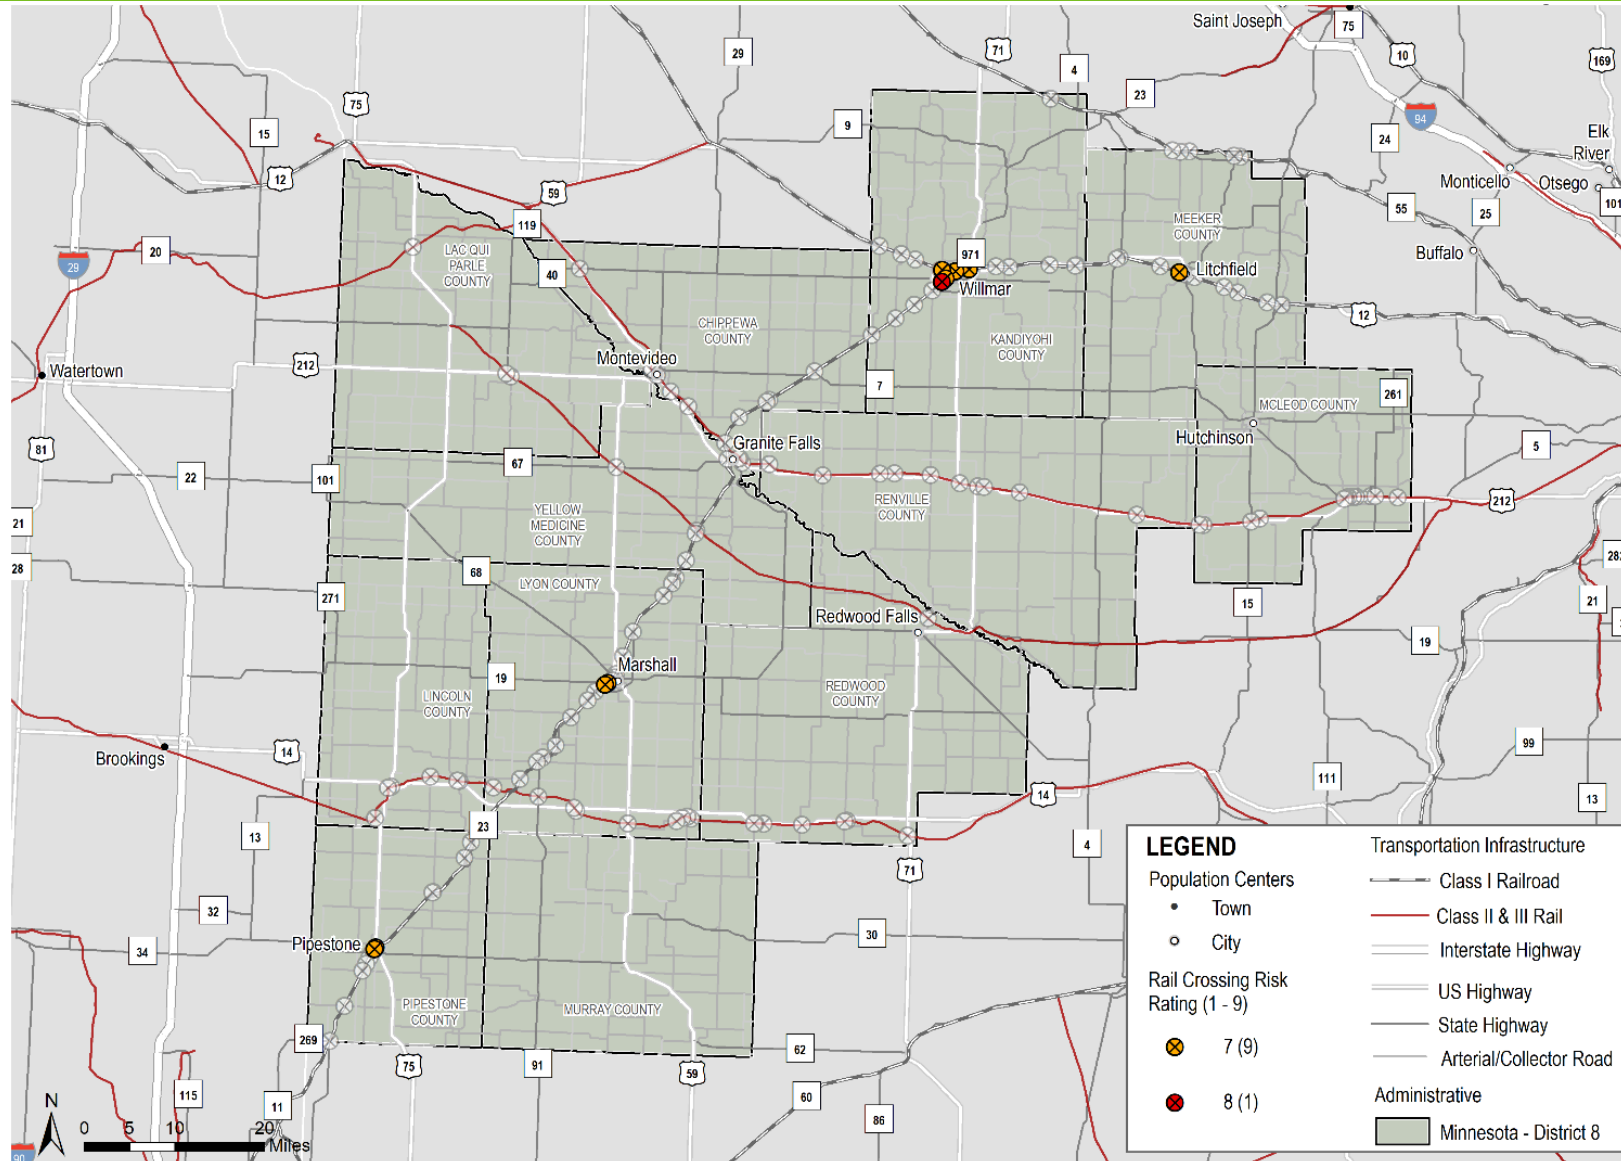 Saint Joseph
75
71
29
10
169
4
23
75
94
9
15
24
Elk
River
12
Monticello
Otsego
59
101
55
25
MEEKER
COUNTY
119
Buffalo
20
LAC QUI
PARLE
COUNTY
971
29
40
Litchfield
Willmar
12
CHIPPEWA
COUNTY
KANDIYOHI
COUNTY
212
Montevideo
Watertown
7
261
MCLEOD COUNTY
Hutchinson
Granite Falls
81
5
67
22
101
212
RENVILLE
COUNTY
YELLOW
MEDICINE
COUNTY
21
28
68
LYON COUNTY
271
15
21
Redwood Falls
19
Marshall
19
LINCOLN
COUNTY
REDWOOD
COUNTY
14
Brookings
99
111
14
13
23
13
4
71
32
34
30
Pipestone
PIPESTONE
COUNTY
MURRAY COUNTY
269
62
75
91
59
115
11
60
86
90
N
0 5 10 20
Miles
LEGEND
Population Centers
Town
City
Rail Crossing Risk
Rating (1 - 9)
7 (9)
8 (1)
Transportation Infrastructure
Class I Railroad
Class II & III Rail
Interstate Highway
US Highway
State Highway
Arterial/Collector Road
Administrative
Minnesota - District 8